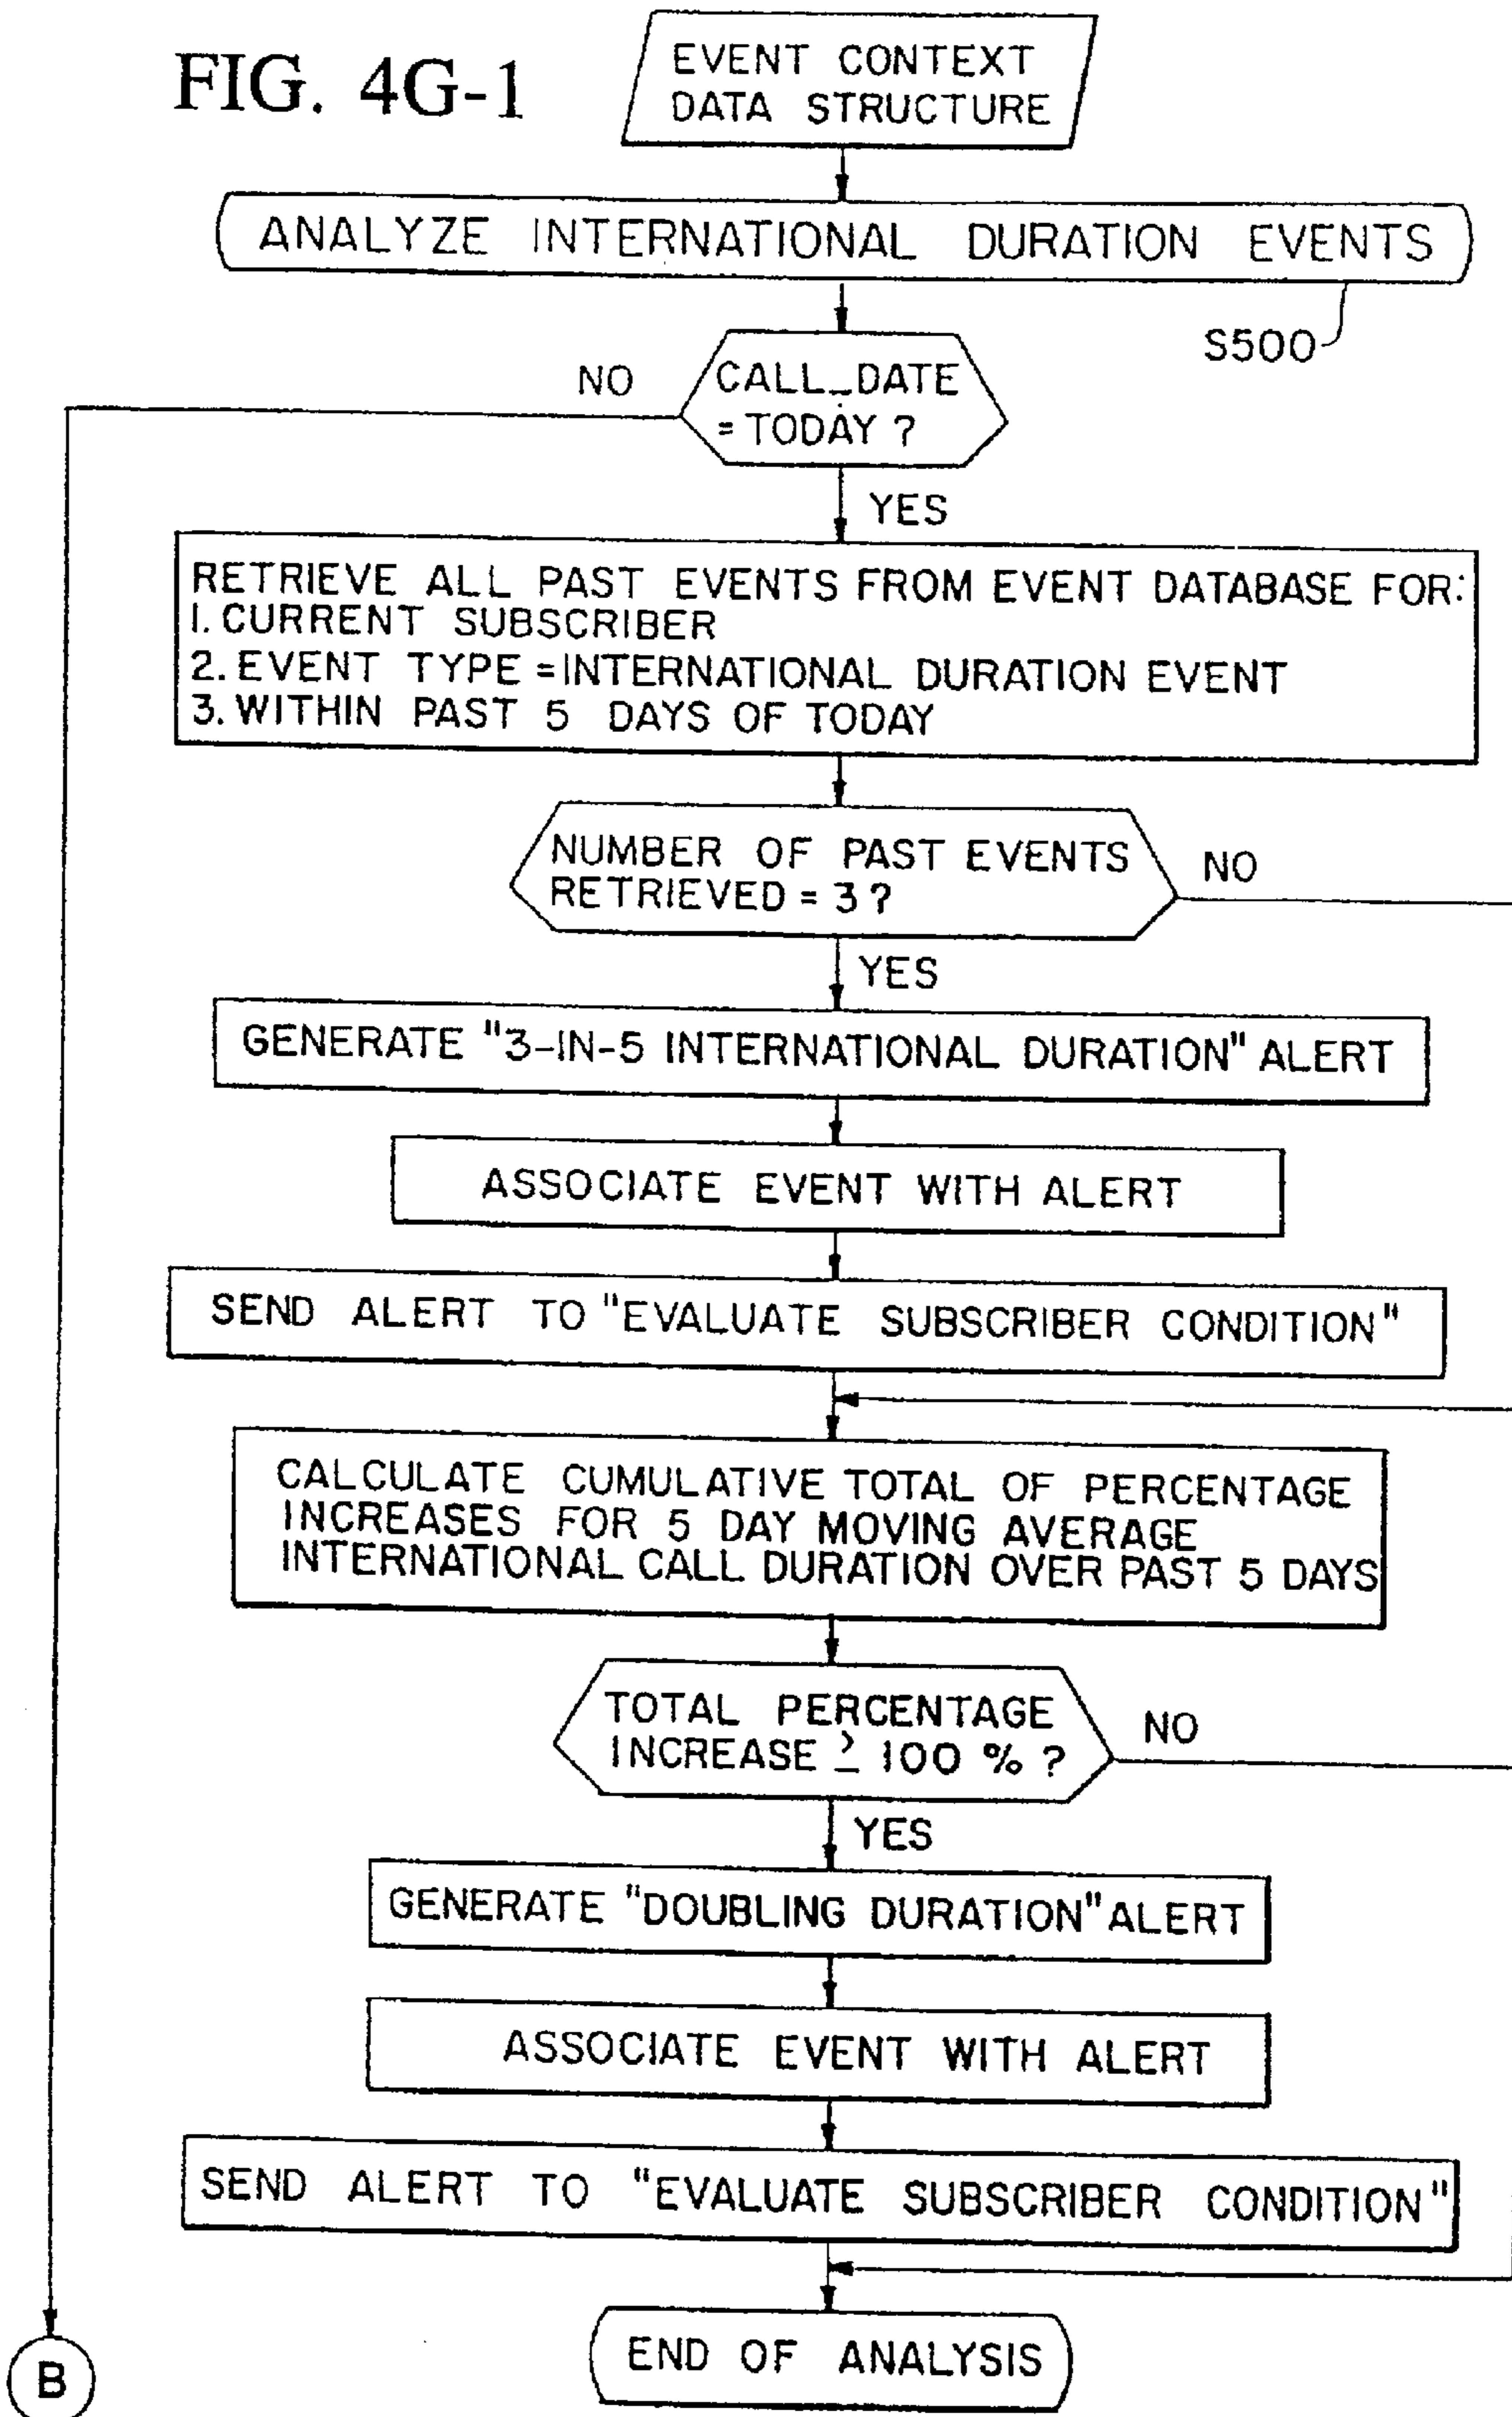 FIG. 4G-1
EVENT CONTEXT
DATA STRUCTURE
ANALYZE INTERNATIONAL DURATION EVENTS
S500
CALL_DATE
= TODAY ?
NO
YES
RETRIEVE ALL PAST EVENTS FROM EVENT DATABASE FOR:
1. CURRENT SUBSCRIBER
2. EVENT TYPE = INTERNATIONAL DURATION EVENT
3. WITHIN PAST 5 DAYS OF TODAY
NUMBER OF PAST EVENTS
RETRIEVED = 3 ?
NO
YES
GENERATE "3-IN-5 INTERNATIONAL DURATION" ALERT
ASSOCIATE EVENT WITH ALERT
SEND ALERT TO "EVALUATE SUBSCRIBER CONDITION"
CALCULATE CUMULATIVE TOTAL OF PERCENTAGE
INCREASES FOR 5 DAY MOVING AVERAGE
INTERNATIONAL CALL DURATION OVER PAST 5 DAYS
TOTAL PERCENTAGE
INCREASE ≥ 100 % ?
NO
YES
GENERATE "DOUBLING DURATION" ALERT
ASSOCIATE EVENT WITH ALERT
SEND ALERT TO "EVALUATE SUBSCRIBER CONDITION"
END OF ANALYSIS
B